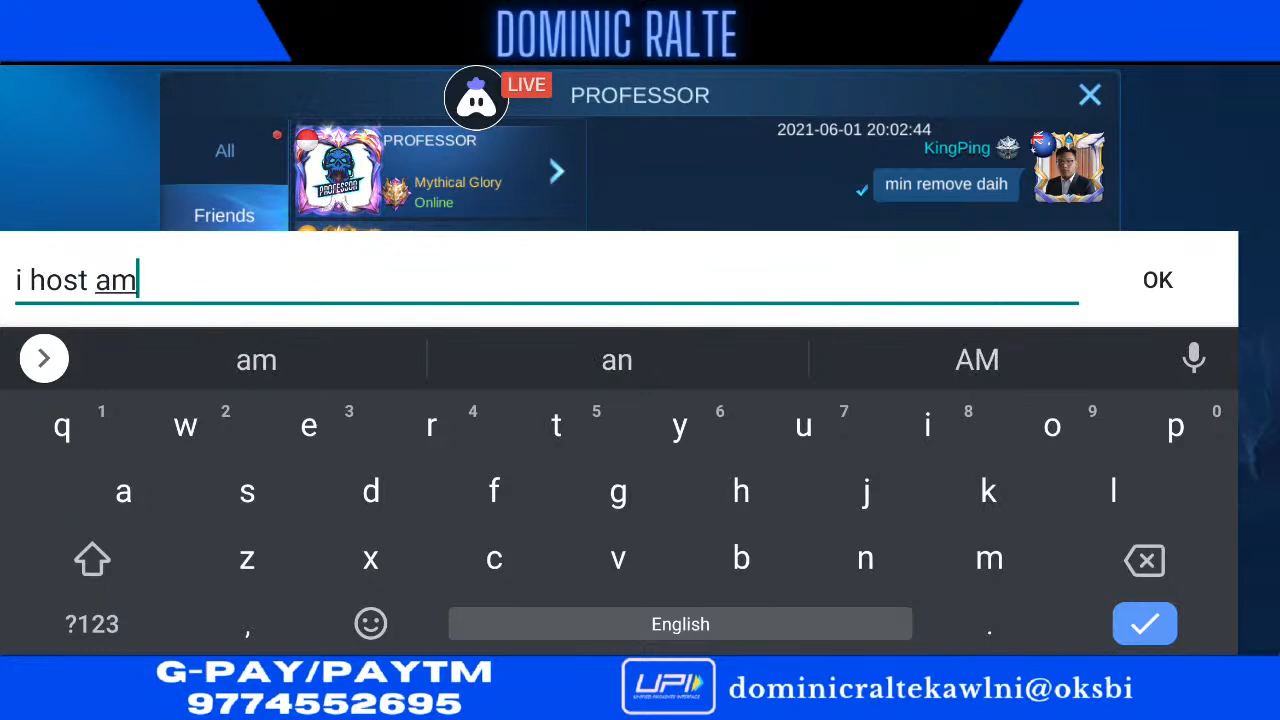 DOMINIC RALTE
LIVE
PROFESSOR
All
PROFESSOR
Mythical Glory
Online
Friends
2021-06-01 20:02:44
KingPing
min remove daih
i host am
OK
am an AM
q 1 w 2 e 3 r 4 t 5 y 6 u 7 i 8 o 9 p 0
a s d f g h j k l
z x c v b n m
?123 , English .
G-PAY/PAYTM
9774552695
UPI
dominicraltekawlni@oksbi